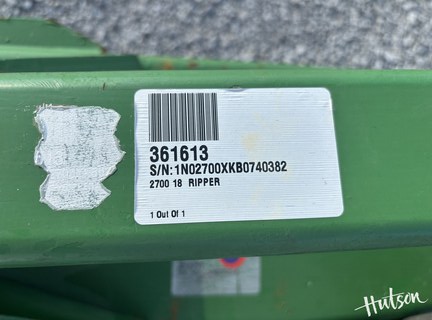 361613
S/N:1N02700XKB0740382
2700 18 RIPPER
1 Out Of 1
Hutson